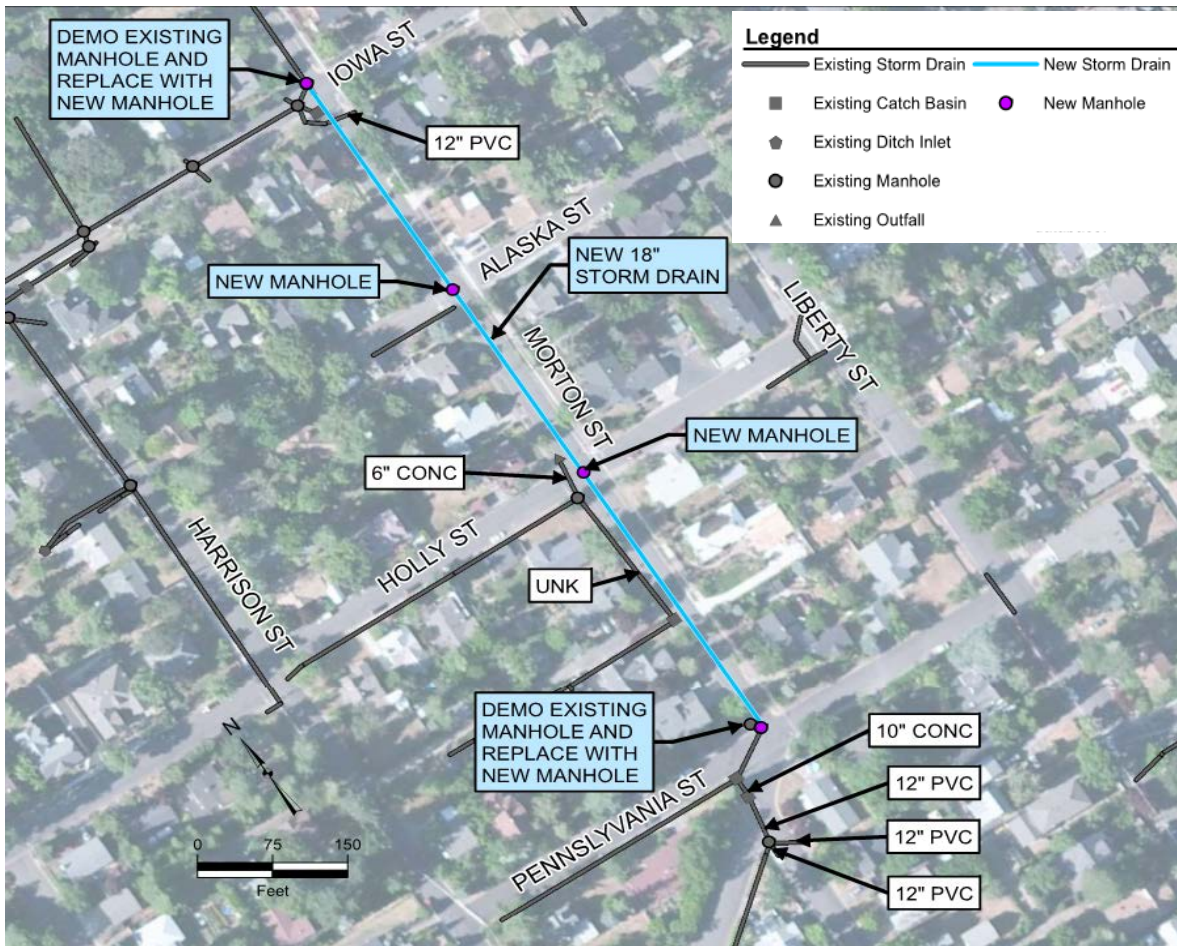 DEMO EXISTING
MANHOLE AND
REPLACE WITH
NEW MANHOLE
IOWA ST
12" PVC
Legend
Existing Storm Drain
New Storm Drain
Existing Catch Basin
New Manhole
Existing Ditch Inlet
Existing Manhole
Existing Outfall
NEW MANHOLE
ALASKA ST
NEW 18"
STORM DRAIN
MORTON ST
LIBERTY ST
NEW MANHOLE
6" CONC
HOLLY ST
HARRISON ST
UNK
DEMO EXISTING
MANHOLE AND
REPLACE WITH
NEW MANHOLE
10" CONC
12" PVC
12" PVC
12" PVC
PENNSLYVANIA ST
N
0 75 150
Feet